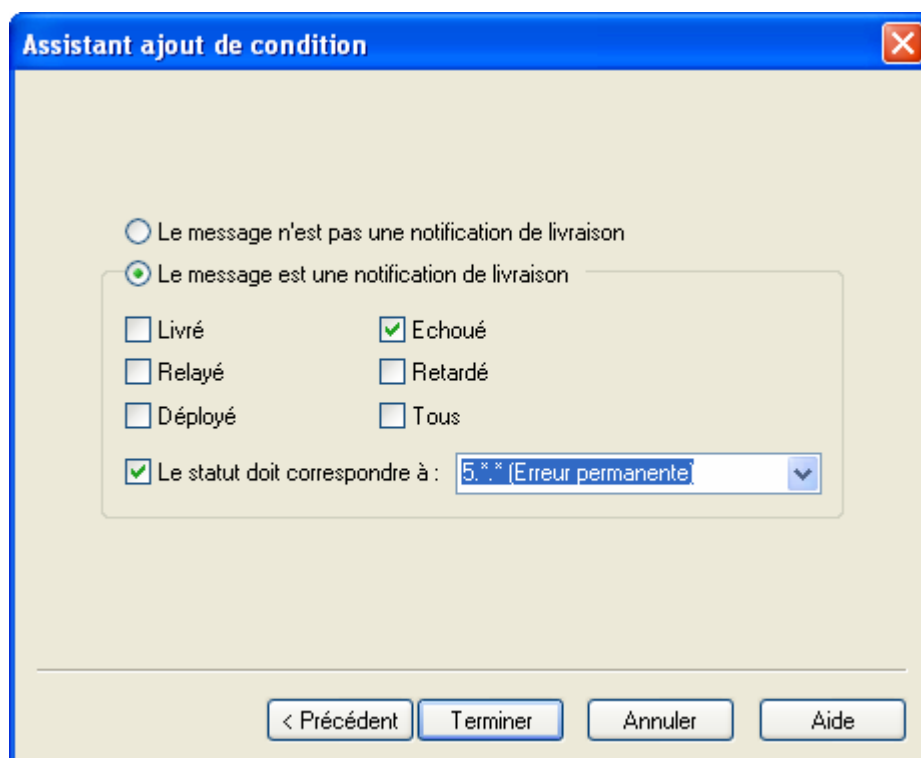 Assistant ajout de condition
Le message n'est pas une notification de livraison
Le message est une notification de livraison
Livré
Echoué
Relayé
Retardé
Déployé
Tous
Le statut doit correspondre à :
5.*.* (Erreur permanente)
< Précédent
Terminer
Annuler
Aide